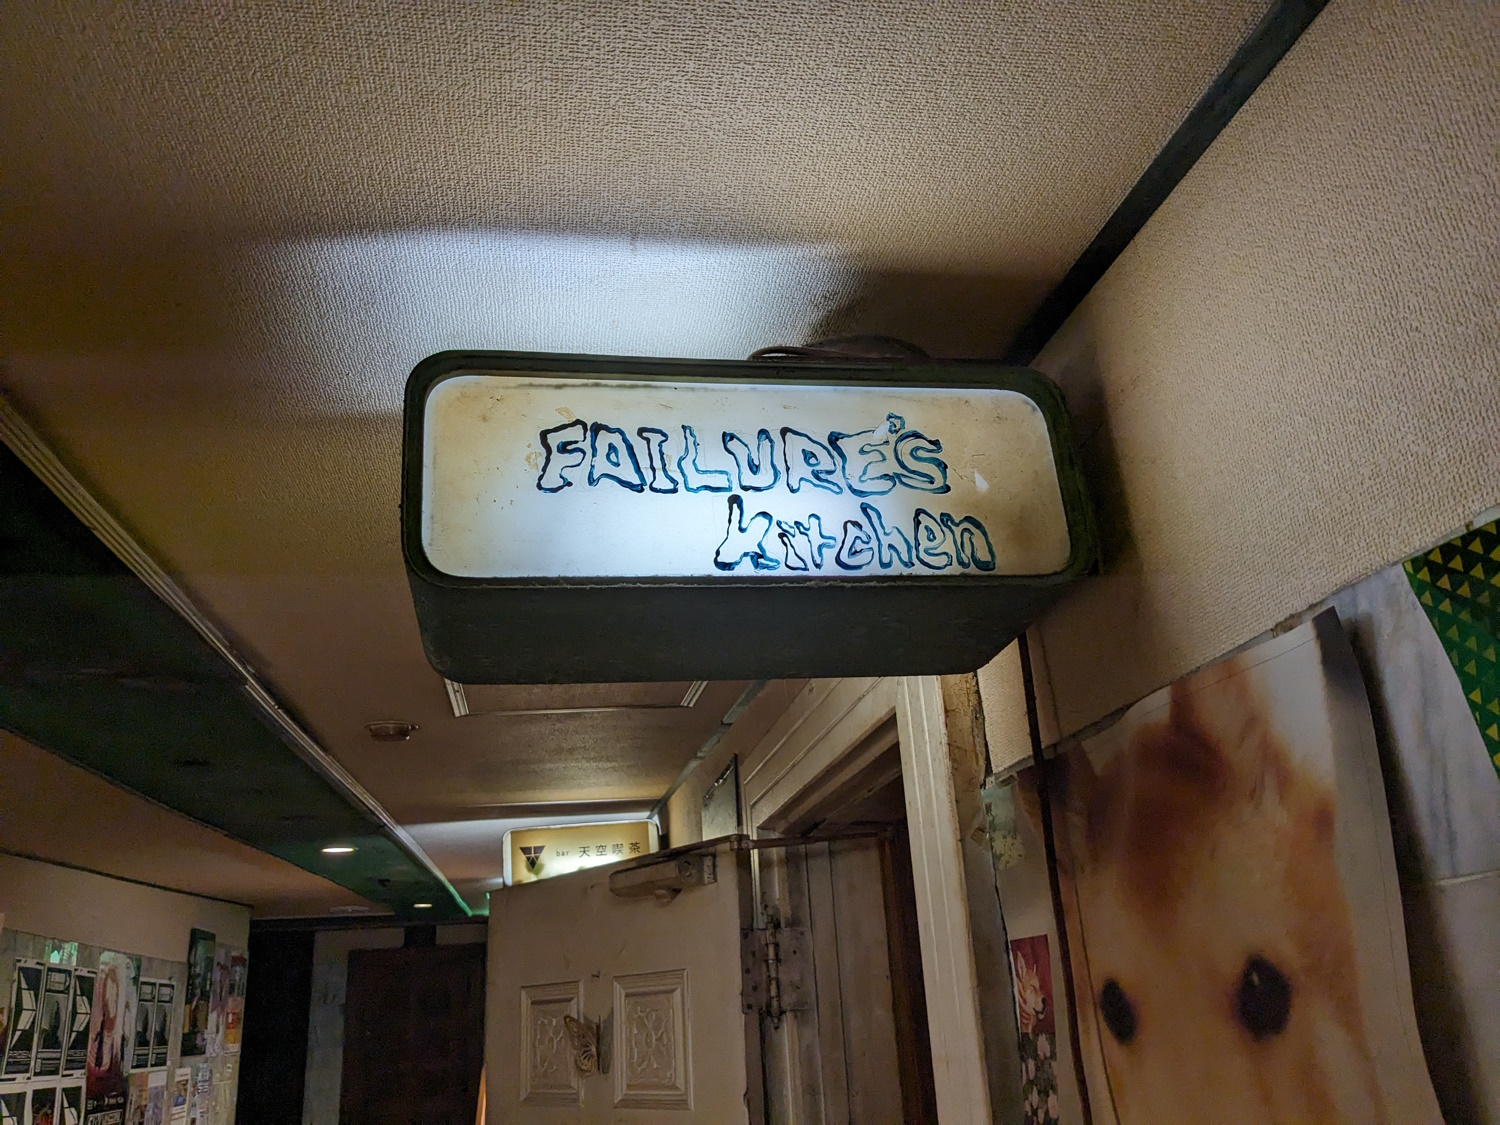 FAILURE'S
kitchen
bar 天空喫茶